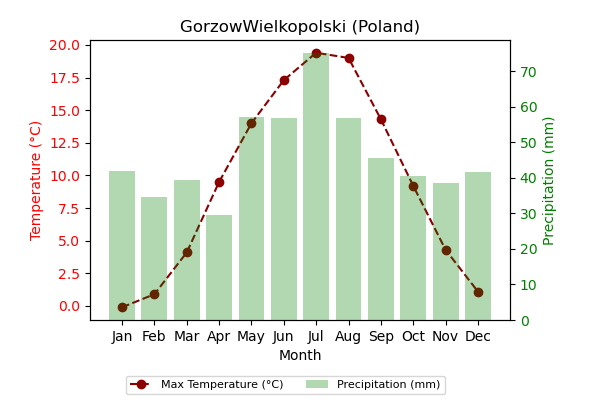 GorzowWielkopolski (Poland)
Temperature (°C)
20.0
17.5
15.0
12.5
10.0
7.5
5.0
2.5
0.0
70
60
50
40
30
20
10
0
Precipitation (mm)
Jan Feb Mar Apr May Jun Jul Aug Sep Oct Nov Dec
Month
Max Temperature (°C) Precipitation (mm)